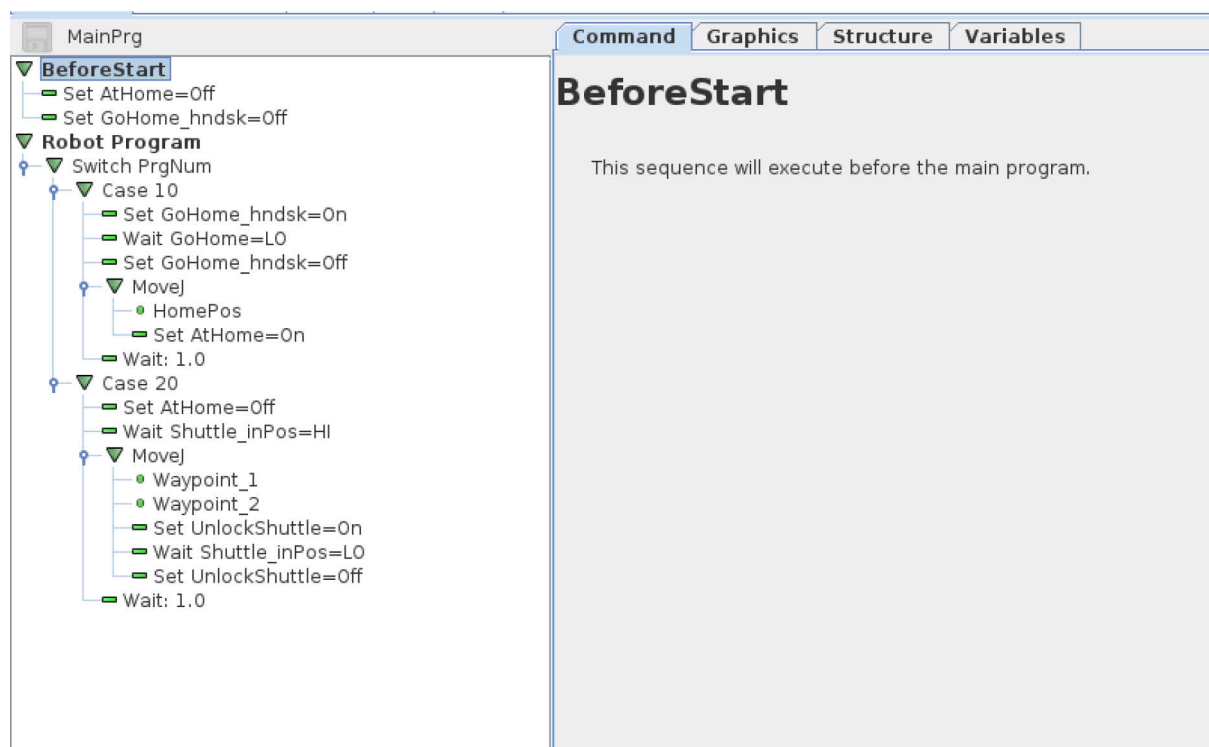 MainPrg
BeforeStart
Set AtHome=Off
Set GoHome_hndsk=Off
Robot Program
Switch PrgNum
Case 10
Set GoHome_hndsk=On
Wait GoHome=LO
Set GoHome_hndsk=Off
MoveJ
HomePos
Set AtHome=On
Wait: 1.0
Case 20
Set AtHome=Off
Wait Shuttle_inPos=HI
MoveJ
Waypoint_1
Waypoint_2
Set UnlockShuttle=On
Wait Shuttle_inPos=LO
Set UnlockShuttle=Off
Wait: 1.0
Command Graphics Structure Variables
BeforeStart
This sequence will execute before the main program.